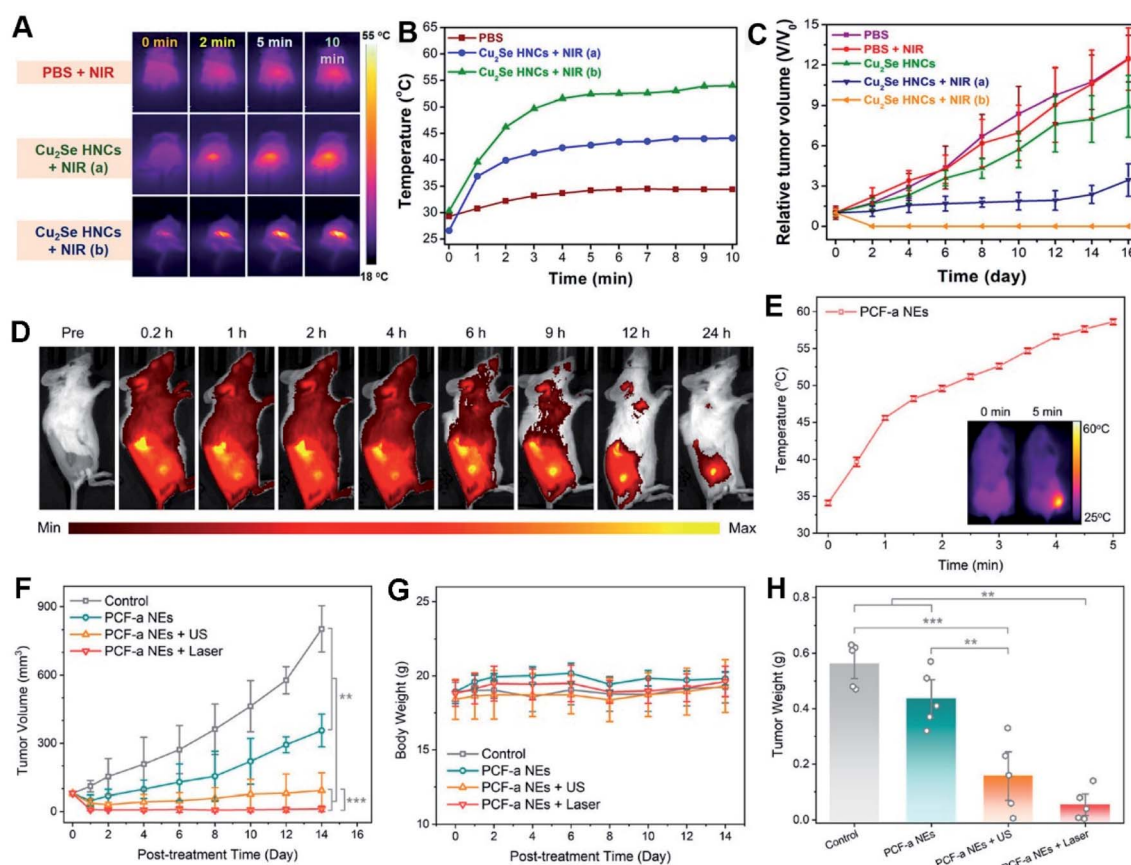 A
0 min 2 min 5 min 10 min
55 °C
PBS + NIR
Cu₂Se HNCs
+ NIR (a)
Cu₂Se HNCs
+ NIR (b)
18 °C
B
PBS
Cu₂Se HNCs + NIR (a)
Cu₂Se HNCs + NIR (b)
Temperature (°C)
60
55
50
45
40
35
30
25
0 1 2 3 4 5 6 7 8 9 10
Time (min)
C
PBS
PBS + NIR
Cu₂Se HNCs
Cu₂Se HNCs + NIR (a)
Cu₂Se HNCs + NIR (b)
Relative tumor volume (V/V₀)
15
12
9
6
3
0
0 2 4 6 8 10 12 14 16
Time (day)
D
Pre 0.2 h 1 h 2 h 4 h 6 h 9 h 12 h 24 h
Min Max
E
PCF-a NEs
Temperature (°C)
60
55
50
45
40
35
30
0 min 5 min
60°C
25°C
0 1 2 3 4 5
Time (min)
F
Control
PCF-a NEs
PCF-a NEs + US
PCF-a NEs + Laser
Tumor Volume (mm³)
900
600
300
0
**
***
0 2 4 6 8 10 12 14 16
Post-treatment Time (Day)
G
Body Weight (g)
25
20
15
10
Control
PCF-a NEs
PCF-a NEs + US
PCF-a NEs + Laser
0 2 4 6 8 10 12 14
Post-treatment Time (Day)
H
Tumor Weight (g)
0.6
0.4
0.2
0.0
**
***
**
Control
PCF-a NEs
PCF-a NEs + US